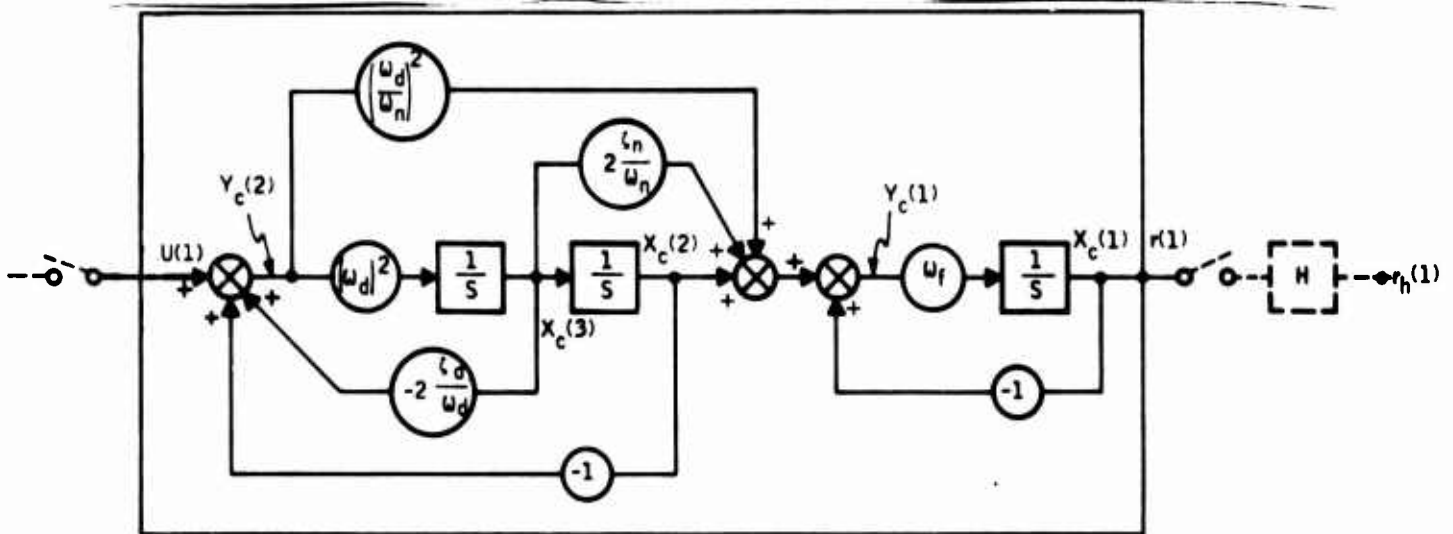 (ω_d/ω_n)^2
2 ζ_n/ω_n
Y_c(2)
Y_c(1)
U(1)
X_c(2)
X_c(1)
r(1)
+
+
+
+
+
+
+
+
+
(ω_d)^2
1/S
1/S
ω_f
1/S
H
r_h(1)
X_c(3)
-2 ζ_d/ω_d
-1
-1